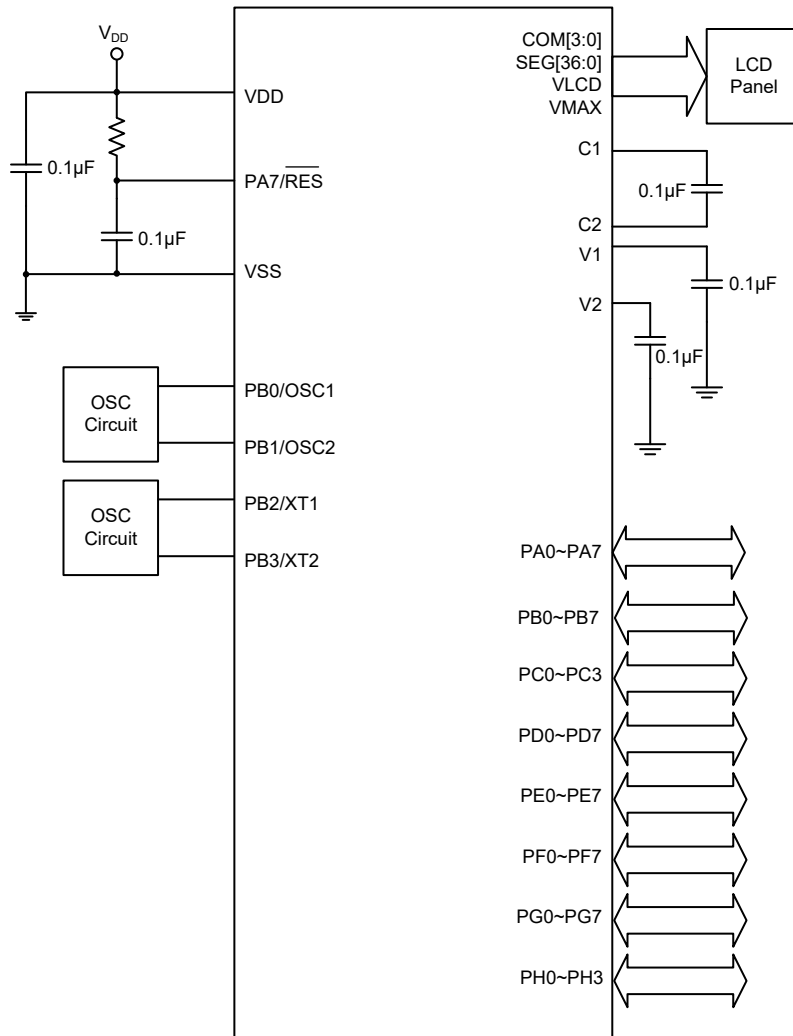 VDD
VDD
0.1µF
PA7/RES
0.1µF
VSS
OSC
Circuit
PB0/OSC1
PB1/OSC2
OSC
Circuit
PB2/XT1
PB3/XT2
COM[3:0]
SEG[36:0]
VLCD
VMAX
LCD
Panel
C1
0.1µF
C2
V1
0.1µF
V2
0.1µF
PA0~PA7
PB0~PB7
PC0~PC3
PD0~PD7
PE0~PE7
PF0~PF7
PG0~PG7
PH0~PH3